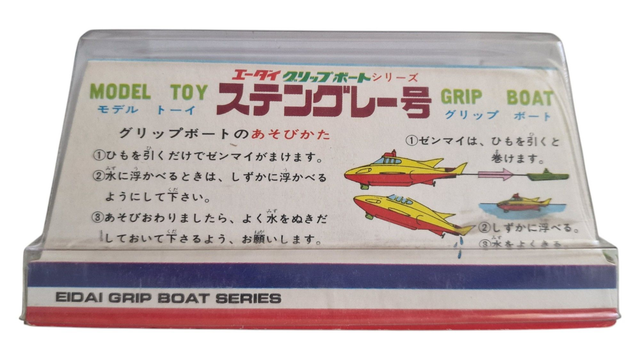 エーダイ グリップボートシリーズ
MODEL TOY ステングレー号 GRIP BOAT
モデル トーイ グリップ ボート
グリップボートのあそびかた
①ひもを引くだけでゼンマイがまけます。
②水に浮かべるときは、しずかに浮かべる
ようにして下さい。
③あそびおわりましたら、よく水をぬきだ
しておいて下さるよう、お願いします。
①ゼンマイは、ひもを引くと
巻けます。
②しずかに浮べる。
③水をよくきる
EIDAI GRIP BOAT SERIES